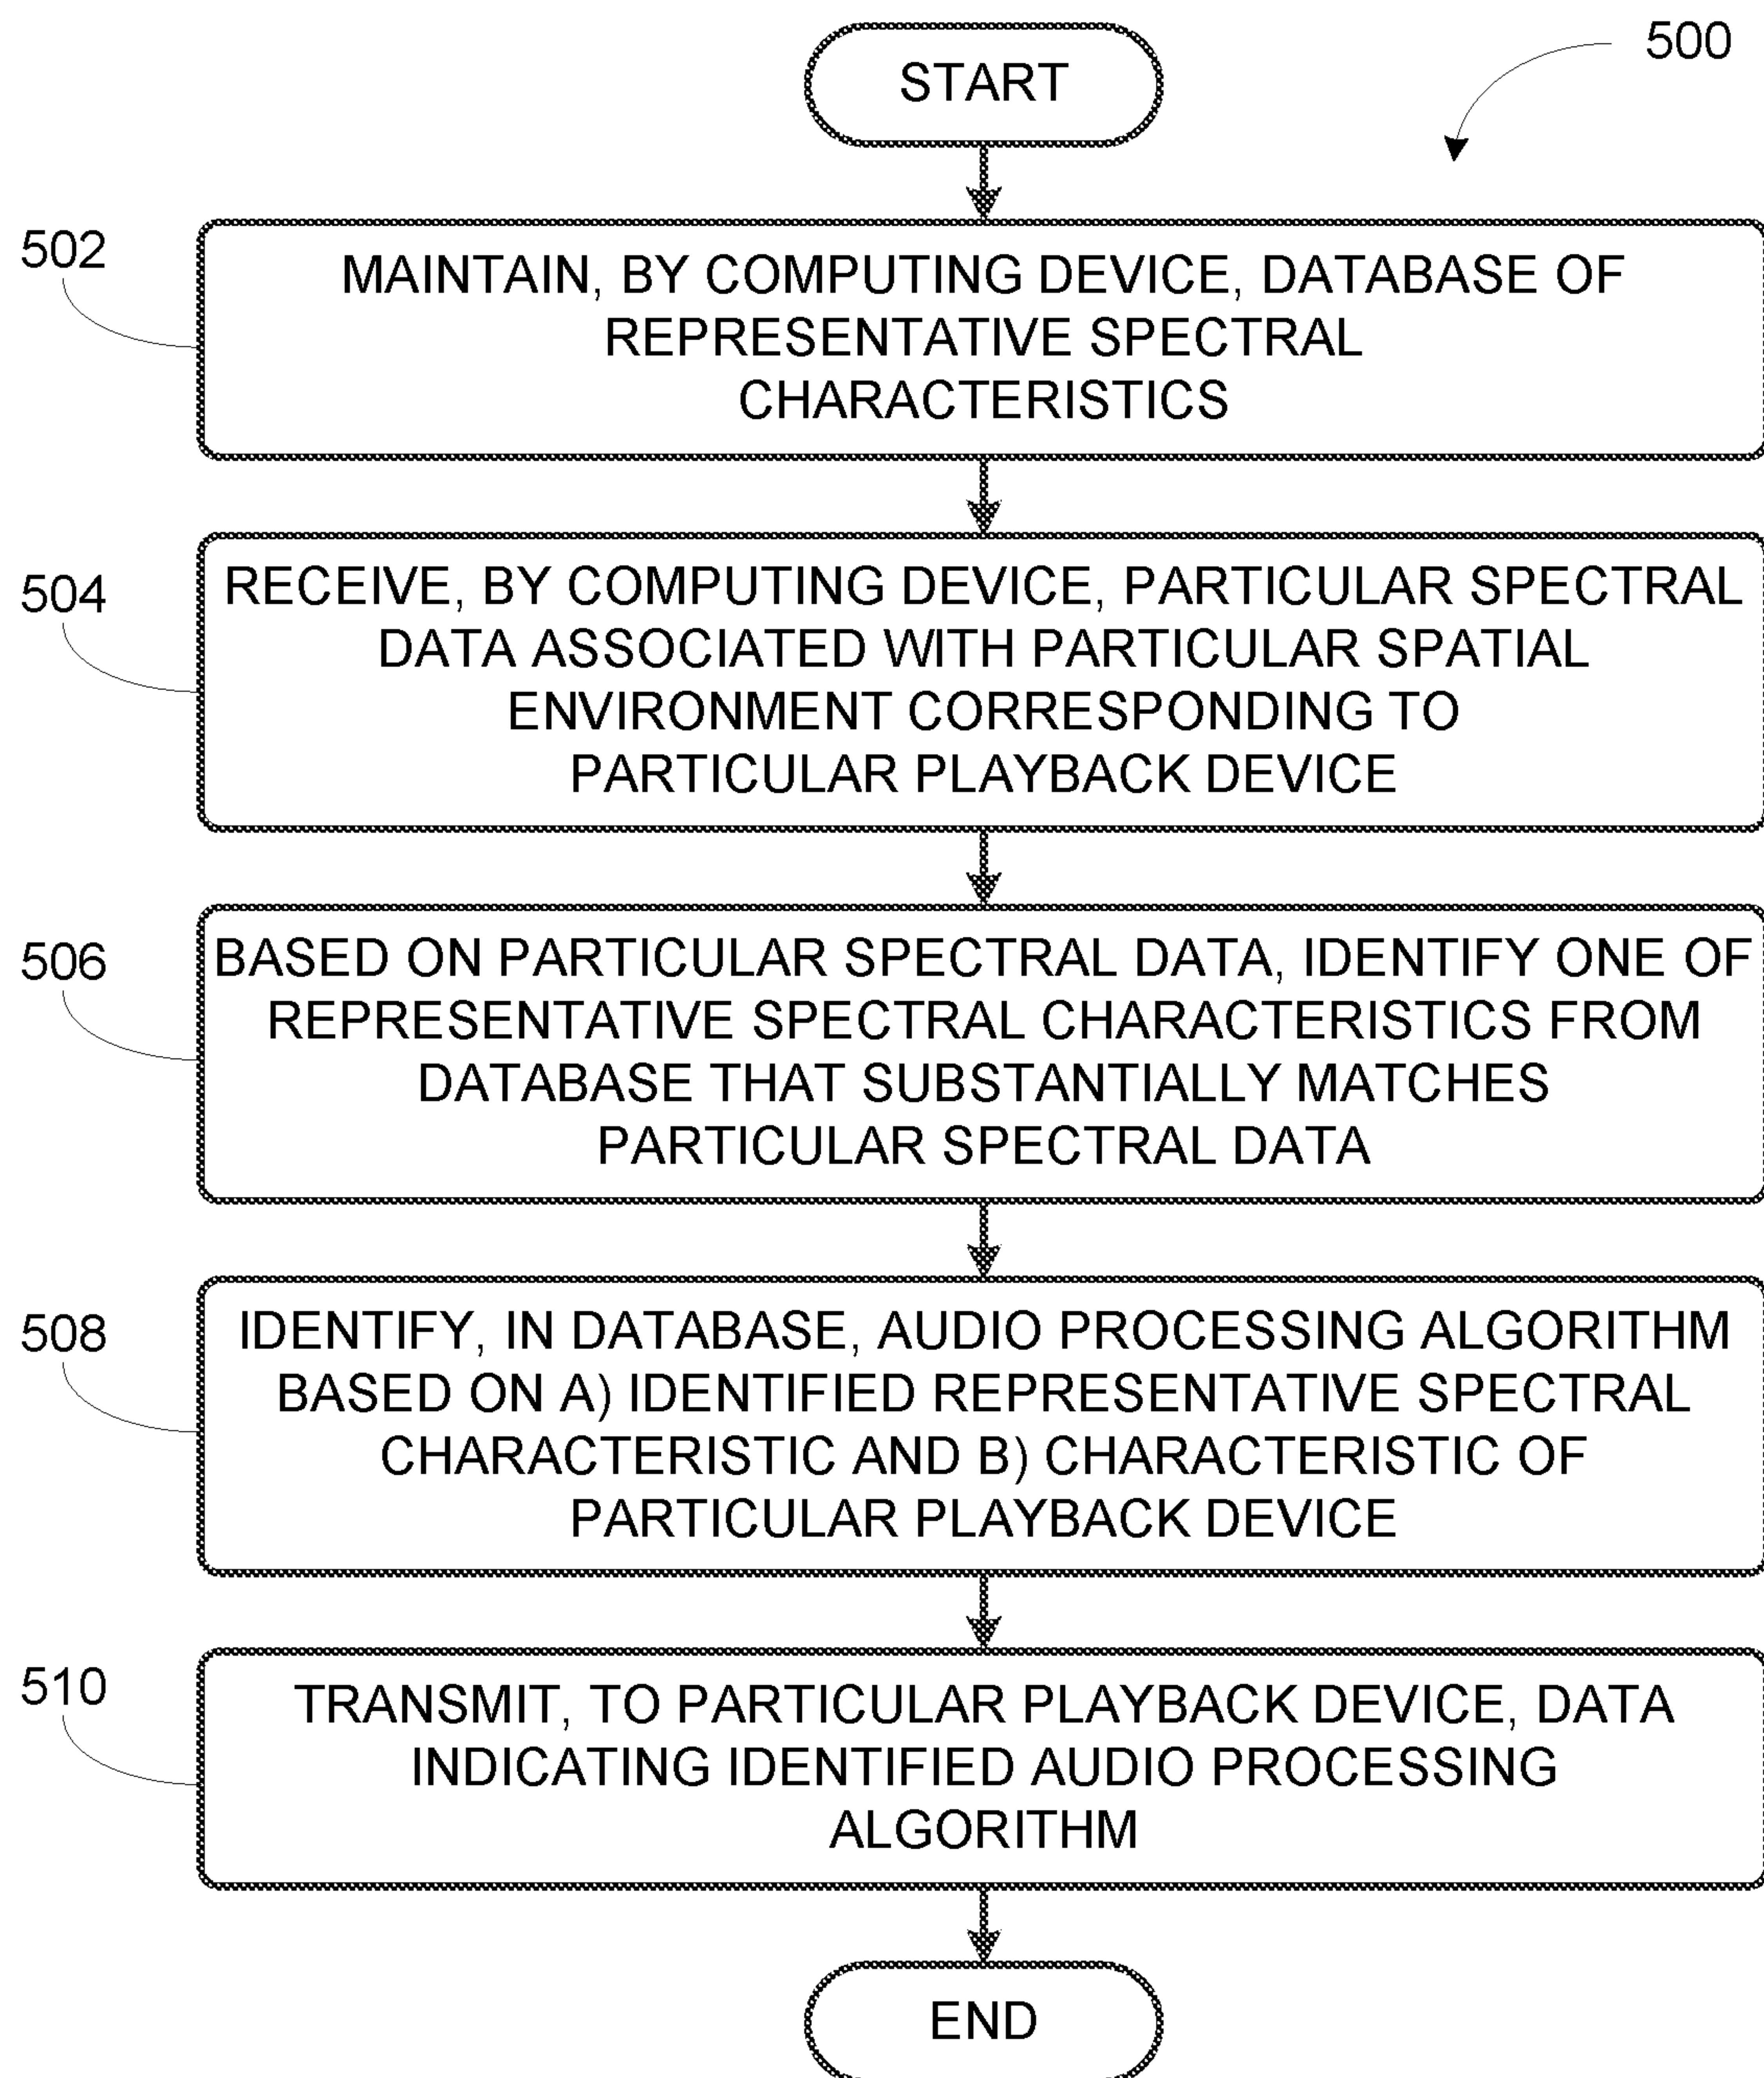 START
500
502
MAINTAIN, BY COMPUTING DEVICE, DATABASE OF
REPRESENTATIVE SPECTRAL
CHARACTERISTICS
504
RECEIVE, BY COMPUTING DEVICE, PARTICULAR SPECTRAL
DATA ASSOCIATED WITH PARTICULAR SPATIAL
ENVIRONMENT CORRESPONDING TO
PARTICULAR PLAYBACK DEVICE
506
BASED ON PARTICULAR SPECTRAL DATA, IDENTIFY ONE OF
REPRESENTATIVE SPECTRAL CHARACTERISTICS FROM
DATABASE THAT SUBSTANTIALLY MATCHES
PARTICULAR SPECTRAL DATA
508
IDENTIFY, IN DATABASE, AUDIO PROCESSING ALGORITHM
BASED ON A) IDENTIFIED REPRESENTATIVE SPECTRAL
CHARACTERISTIC AND B) CHARACTERISTIC OF
PARTICULAR PLAYBACK DEVICE
510
TRANSMIT, TO PARTICULAR PLAYBACK DEVICE, DATA
INDICATING IDENTIFIED AUDIO PROCESSING
ALGORITHM
END